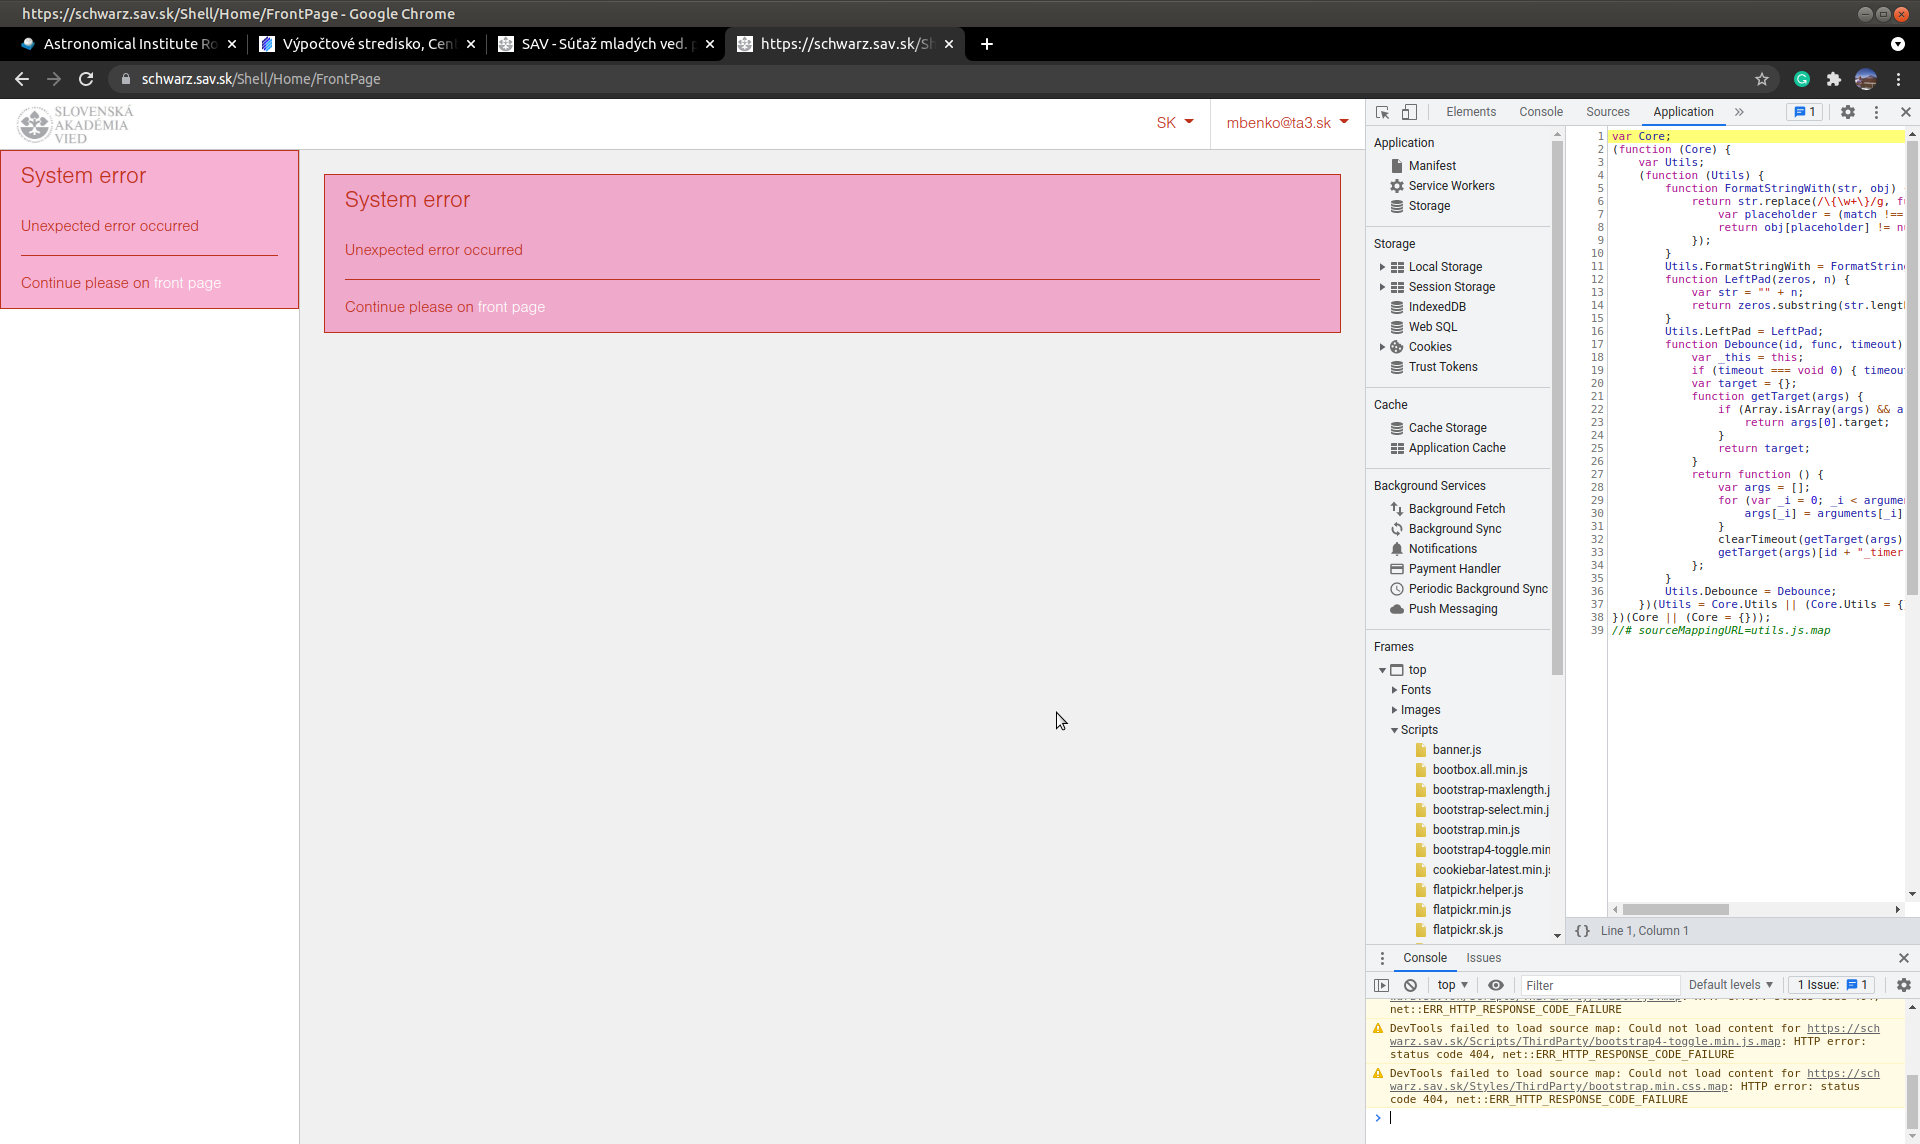 https://schwarz.sav.sk/Shell/Home/FrontPage - Google Chrome
Astronomical Institute Ro
Výpočtové stredisko, Cen
SAV - Súťaž mladých ved. p
https://schwarz.sav.sk/Sh
schwarz.sav.sk/Shell/Home/FrontPage
SLOVENSKÁ
AKADÉMIA
VIED
SK
mbenko@ta3.sk
System error
Unexpected error occurred
Continue please on front page
System error
Unexpected error occurred
Continue please on front page
Elements
Console
Sources
Application
1
Application
Manifest
Service Workers
Storage
Storage
Local Storage
Session Storage
IndexedDB
Web SQL
Cookies
Trust Tokens
Cache
Cache Storage
Application Cache
Background Services
Background Fetch
Background Sync
Notifications
Payment Handler
Periodic Background Sync
Push Messaging
Frames
top
Fonts
Images
Scripts
banner.js
bootbox.all.min.js
bootstrap-maxlength.j
bootstrap-select.min.j
bootstrap.min.js
bootstrap4-toggle.min
cookiebar-latest.min.js
flatpickr.helper.js
flatpickr.min.js
flatpickr.sk.js
1 var Core;
2 (function (Core) {
3     var Utils;
4     (function (Utils) {
5         function FormatStringWith(str, obj)
6             return str.replace(/\{\w+\}/g, fu
7                 var placeholder = (match !==
8                 return obj[placeholder] != nu
9             });
10         }
11         Utils.FormatStringWith = FormatString
12         function LeftPad(zeros, n) {
13             var str = "" + n;
14             return zeros.substring(str.length
15         }
16         Utils.LeftPad = LeftPad;
17         function Debounce(id, func, timeout)
18             var _this = this;
19             if (timeout === void 0) { timeout
20             var target = {};
21             function getTarget(args) {
22                 if (Array.isArray(args) && a
23                     return args[0].target;
24                 }
25                 return target;
26             }
27             return function () {
28                 var args = [];
29                 for (var _i = 0; _i < argume
30                     args[_i] = arguments[_i]
31                 }
32                 clearTimeout(getTarget(args)
33                 getTarget(args)[id + "_timer
34             };
35         }
36         Utils.Debounce = Debounce;
37     })(Utils = Core.Utils || (Core.Utils = {}
38 })(Core || (Core = {}));
39 //# sourceMappingURL=utils.js.map
{} Line 1, Column 1
Console
Issues
top
Filter
Default levels
1 Issue: 1
net::ERR_HTTP_RESPONSE_CODE_FAILURE
DevTools failed to load source map: Could not load content for https://sch
warz.sav.sk/Scripts/ThirdParty/bootstrap4-toggle.min.js.map: HTTP error:
status code 404, net::ERR_HTTP_RESPONSE_CODE_FAILURE
DevTools failed to load source map: Could not load content for https://sch
warz.sav.sk/Styles/ThirdParty/bootstrap.min.css.map: HTTP error: status
code 404, net::ERR_HTTP_RESPONSE_CODE_FAILURE